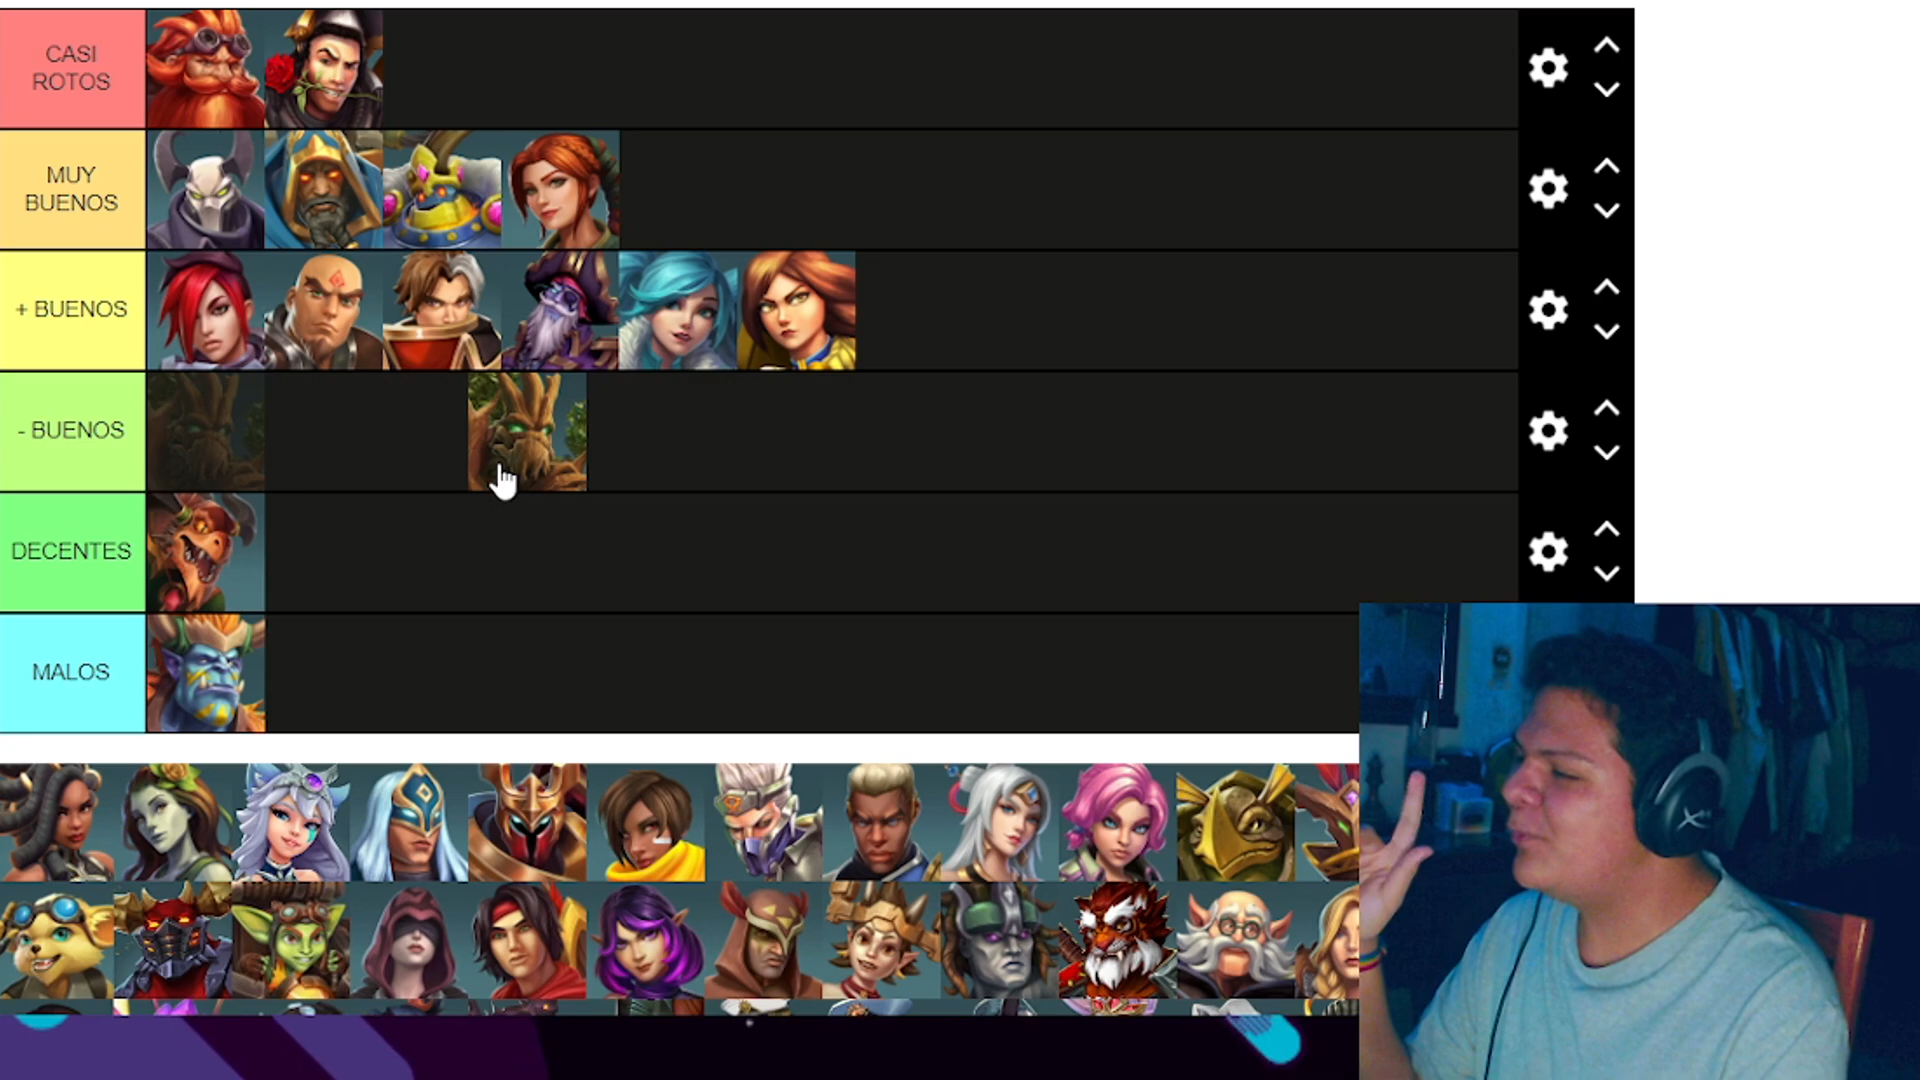 CASI
ROTOS
MUY
BUENOS
+ BUENOS
- BUENOS
DECENTES
MALOS